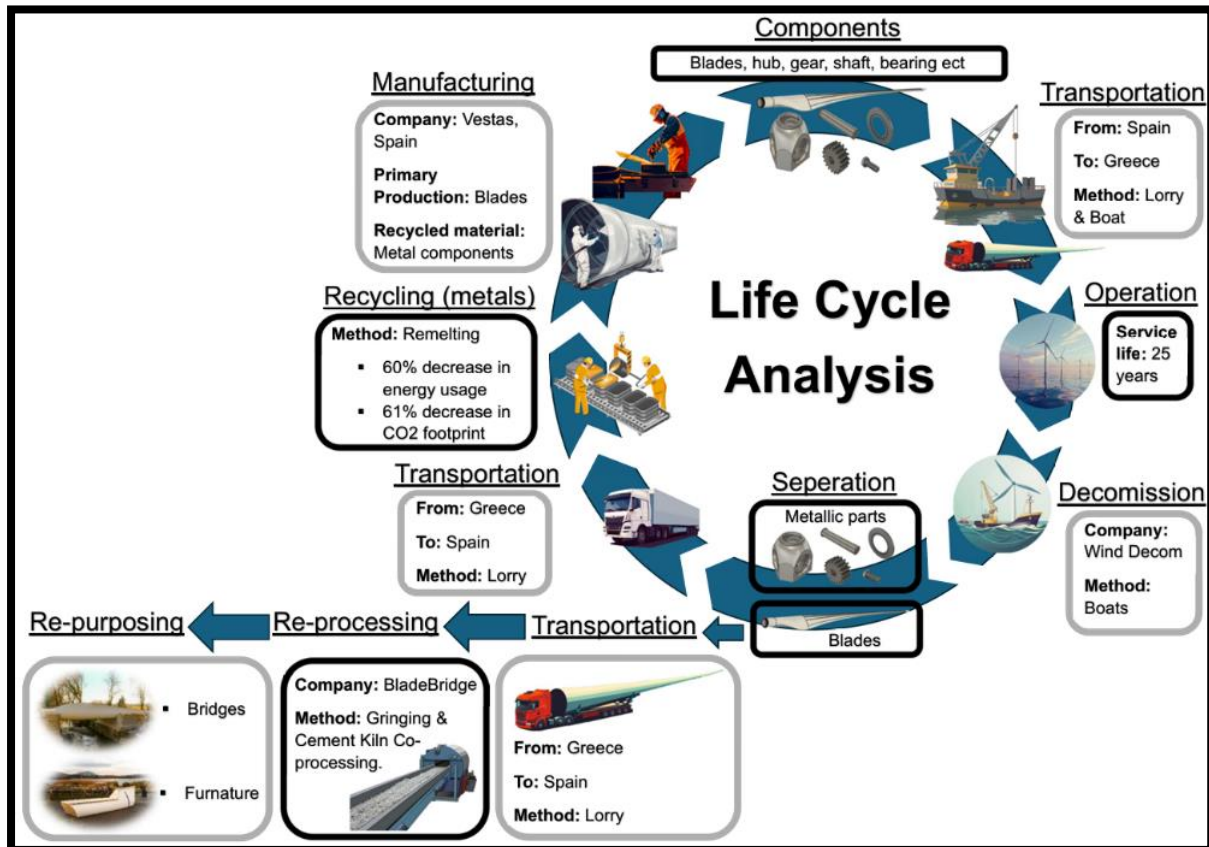 Components
Blades, hub, gear, shaft, bearing ect
Manufacturing
Company: Vestas,
Spain
Primary
Production: Blades
Recycled material:
Metal components
Transportation
From: Spain
To: Greece
Method: Lorry
& Boat
Life Cycle
Analysis
Operation
Service
life: 25
years
Recycling (metals)
Method: Remelting
▪ 60% decrease in
energy usage
▪ 61% decrease in
CO2 footprint
Decomission
Company:
Wind Decom
Method:
Boats
Seperation
Metallic parts
Blades
Transportation
From: Greece
To: Spain
Method: Lorry
Transportation
From: Greece
To: Spain
Method: Lorry
Re-processing
Company: BladeBridge
Method: Gringing &
Cement Kiln Co-
processing.
Re-purposing
▪ Bridges
▪ Furnature